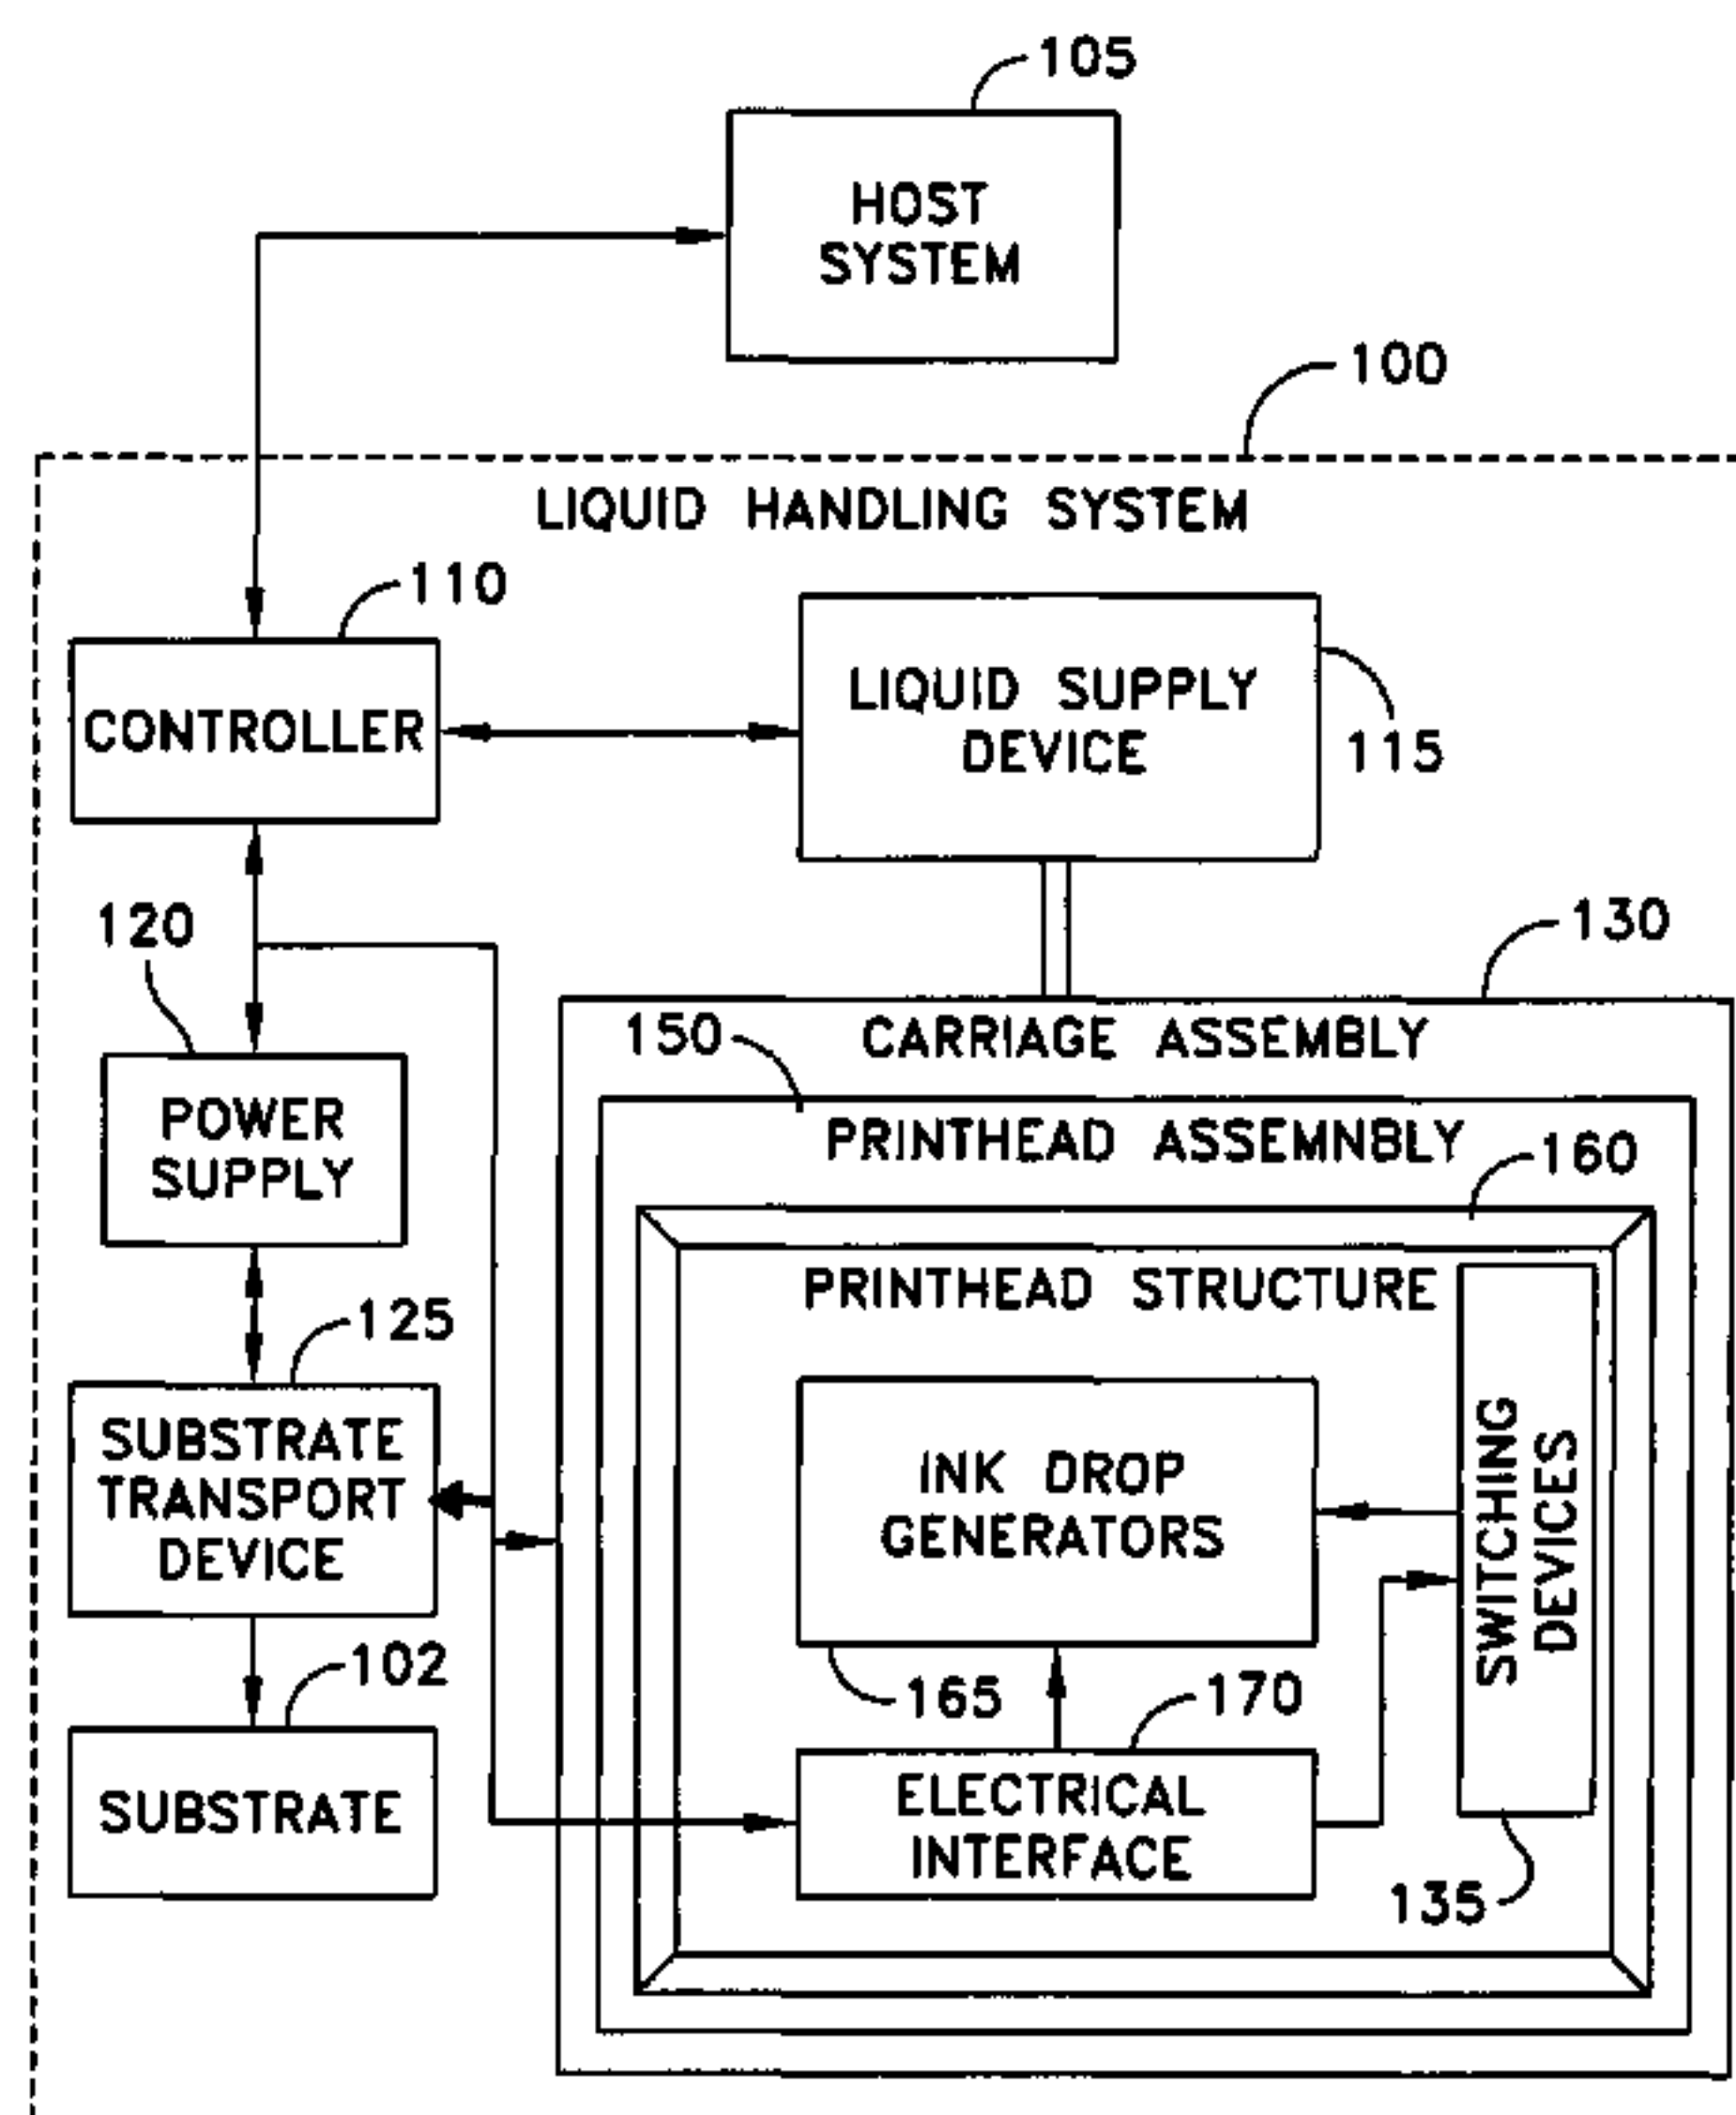 105
HOST
SYSTEM
100
LIQUID HANDLING SYSTEM
110
CONTROLLER
LIQUID SUPPLY
DEVICE
115
120
130
150
CARRIAGE ASSEMBLY
POWER
SUPPLY
PRINTHEAD ASSEMNBLY
160
PRINTHEAD STRUCTURE
125
SUBSTRATE
TRANSPORT
DEVICE
INK DROP
GENERATORS
SWITCHING
DEVICES
102
165
170
SUBSTRATE
ELECTRICAL
INTERFACE
135